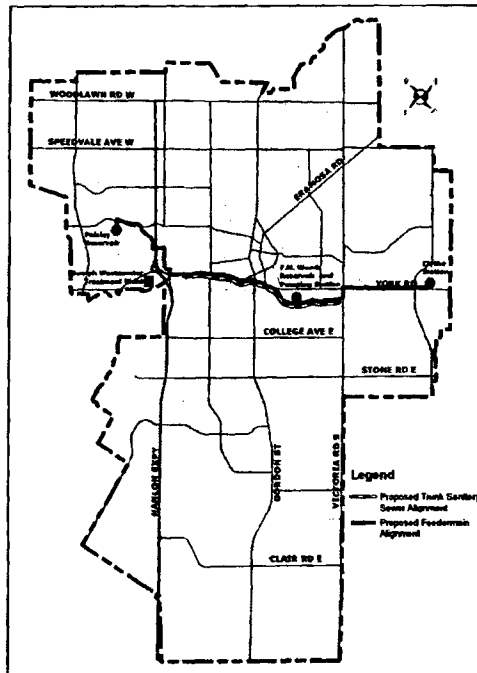 WOODLAWN RD W
SPEEDVALE AVE W
ERAMOSA RD
Paisley
Reservoir
Guelph Wastewater
Treatment
F.M. Woods
Reservoir and
Pumping Station
YORK RD
COLLEGE AVE E
STONE RD E
HANLON EXPY
GORDON ST
VICTORIA RD S
CLAIR RD E
Legend
Proposed Trunk Sanitary
Sewer Alignment
Proposed Feedermain
Alignment